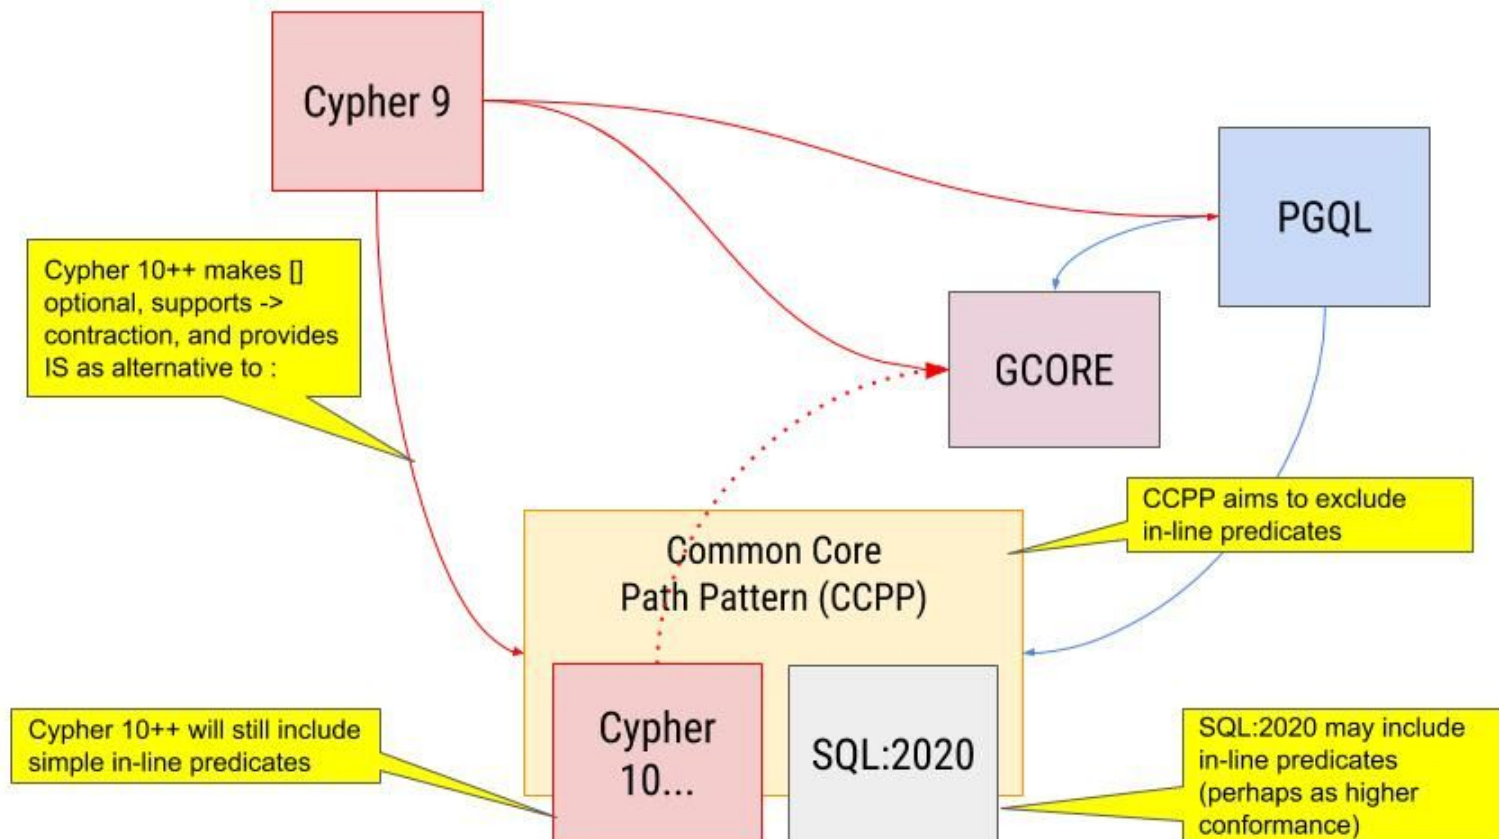 Cypher 9
PGQL
Cypher 10++ makes []
optional, supports ->
contraction, and provides
IS as alternative to :
GCORE
CCPP aims to exclude
in-line predicates
Common Core
Path Pattern (CCPP)
Cypher 10++ will still include
simple in-line predicates
Cypher
10...
SQL:2020
SQL:2020 may include
in-line predicates
(perhaps as higher
conformance)